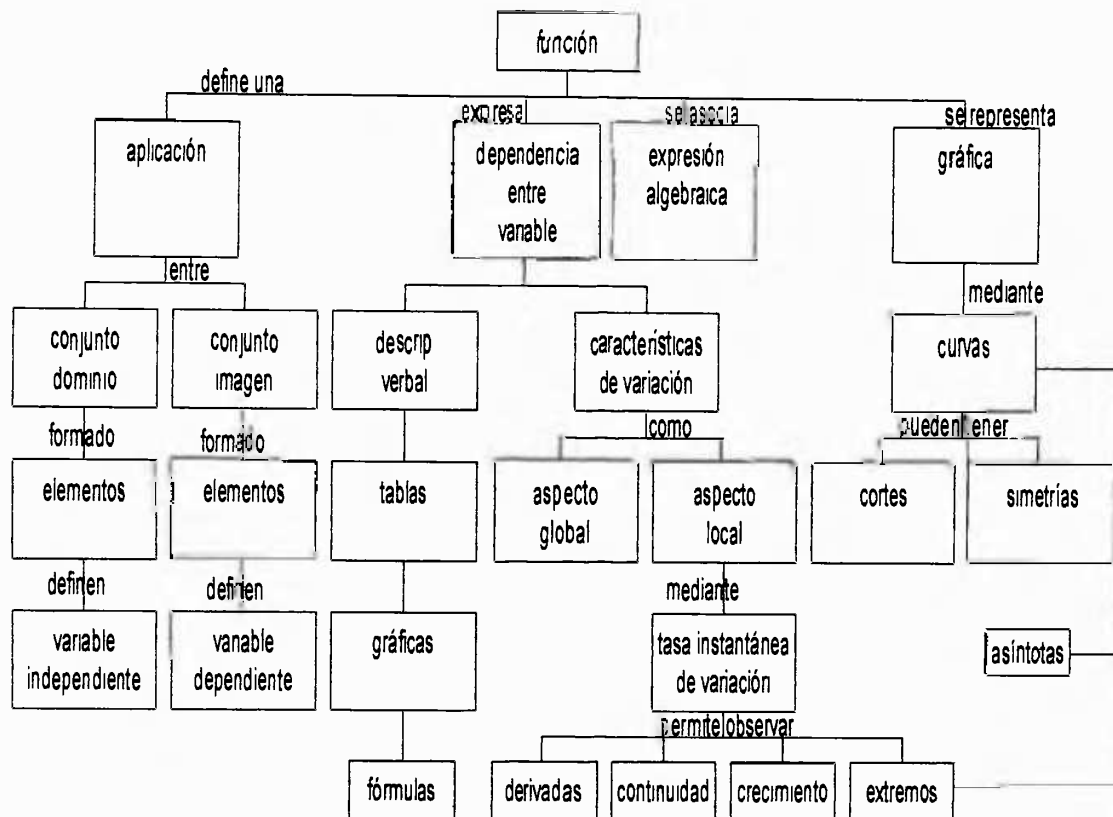 función
define una
expresa
se asocia
se representa
aplicación
dependencia
entre
variable
expresión
algebraica
gráfica
entre
mediante
conjunto
dominio
conjunto
imagen
descrip
verbal
características
de variación
curvas
formado
formado
como
pueden tener
elementos
elementos
tablas
aspecto
global
aspecto
local
cortes
simetrías
definen
definen
mediante
variable
independiente
variable
dependiente
gráficas
tasa instantánea
de variación
asíntotas
permite observar
fórmulas
derivadas
continuidad
crecimiento
extremos